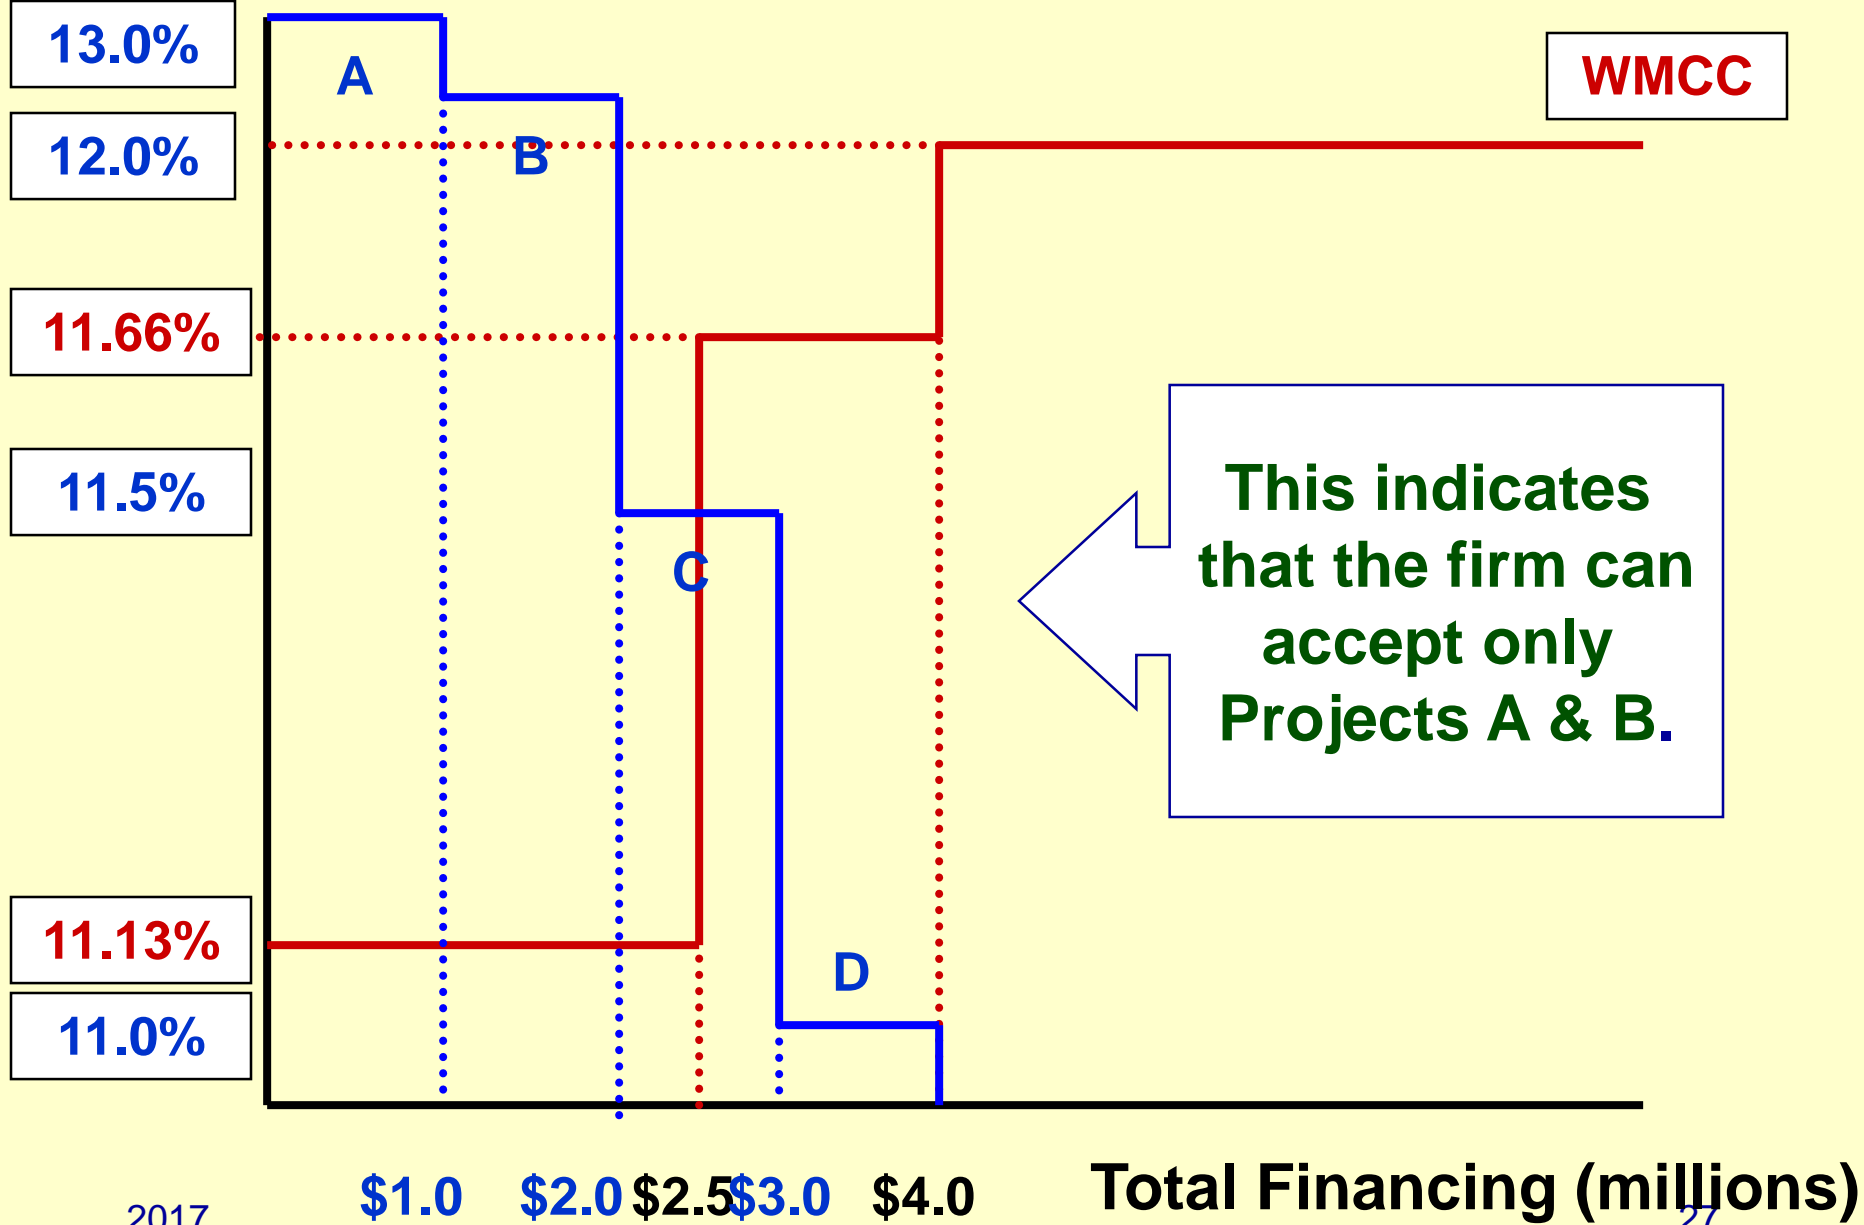 13.0%
A
WMCC
12.0%
B
11.66%
11.5%
This indicates
that the firm can
accept only
Projects A & B.
C
11.13%
D
11.0%
$1.0 $2.0 $2.5 $3.0 $4.0
Total Financing (millions)
2017
27